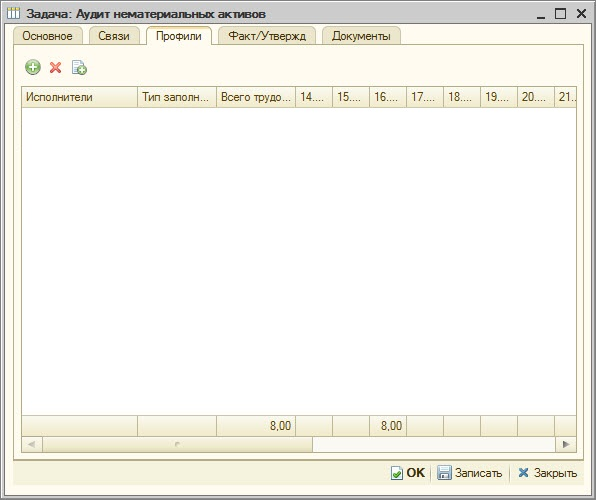 Задача: Аудит нематериальных активов
Основное Связи Профили Факт/Утвержд Документы
Исполнители Тип заполн... Всего трудо... 14.... 15.... 16.... 17.... 18.... 19.... 20.... 21..
8,00 8,00
OK Записать Закрыть